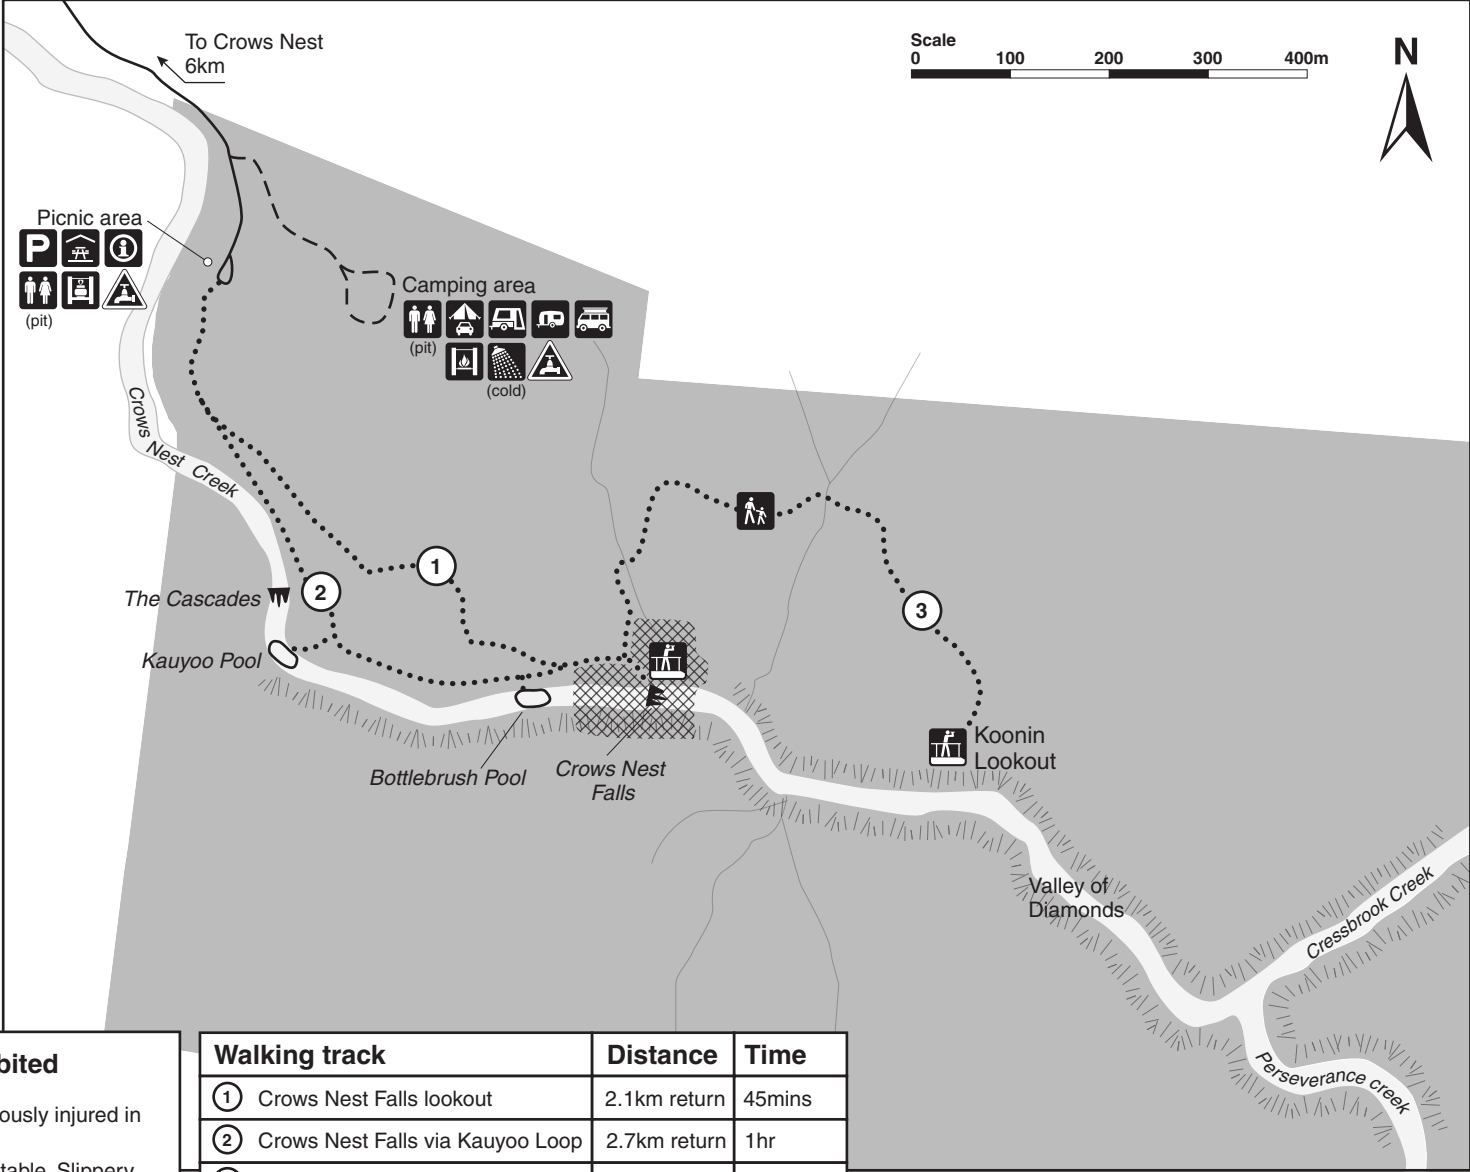 To Crows Nest
6km
Scale
0 100 200 300 400m
N
Picnic area
P
(pit)
Camping area
(pit)
(cold)
Crows Nest Creek
1
2
3
The Cascades
Kauyoo Pool
Bottlebrush Pool
Crows Nest
Falls
Koonin
Lookout
Valley of
Diamonds
Cressbrook Creek
Perseverance creek
bited
ously injured in
table. Slippery
Walking track Distance Time
1 Crows Nest Falls lookout 2.1km return 45mins
2 Crows Nest Falls via Kauyoo Loop 2.7km return 1hr